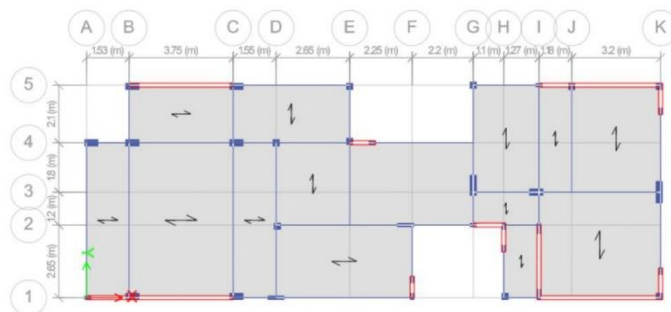 A B C D E F G H I J K
1.53 (m) 3.75 (m) 1.55 (m) 2.65 (m) 2.25 (m) 2.2 (m) 1.1 (m) 1.27 (m) 1.18 (m) 3.2 (m)
5
2.1 (m)
4
1.8 (m)
3
1.2 (m)
2
2.65 (m)
Y
1
X